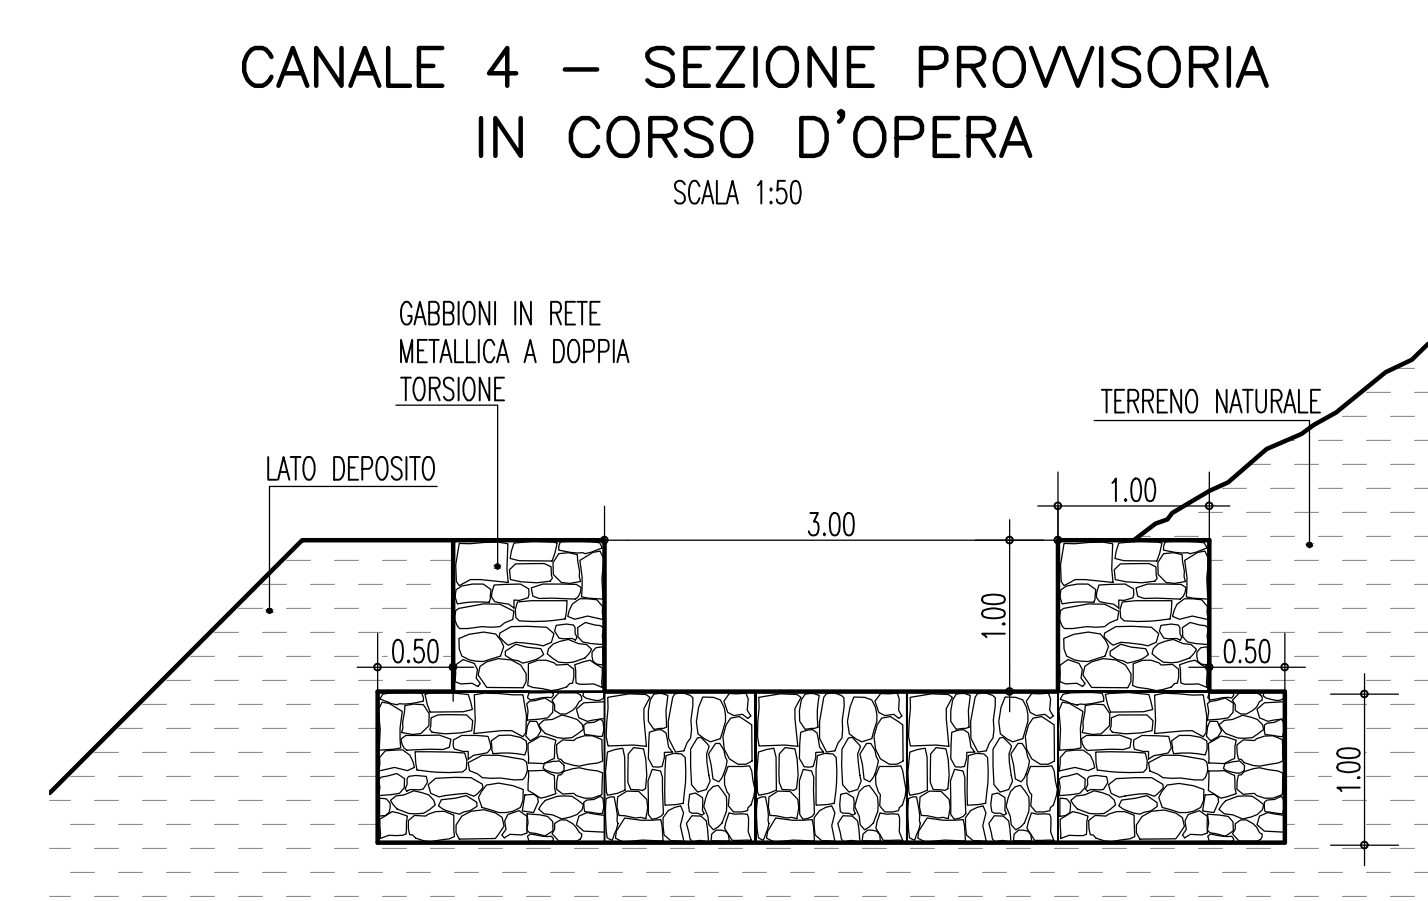 CANALE 4 – SEZIONE PROVVISORIA
IN CORSO D'OPERA
SCALA 1:50
GABBIONI IN RETE
METALLICA A DOPPIA
TORSIONE
TERRENO NATURALE
LATO DEPOSITO
1.00
3.00
1.00
0.50
0.50
1.00